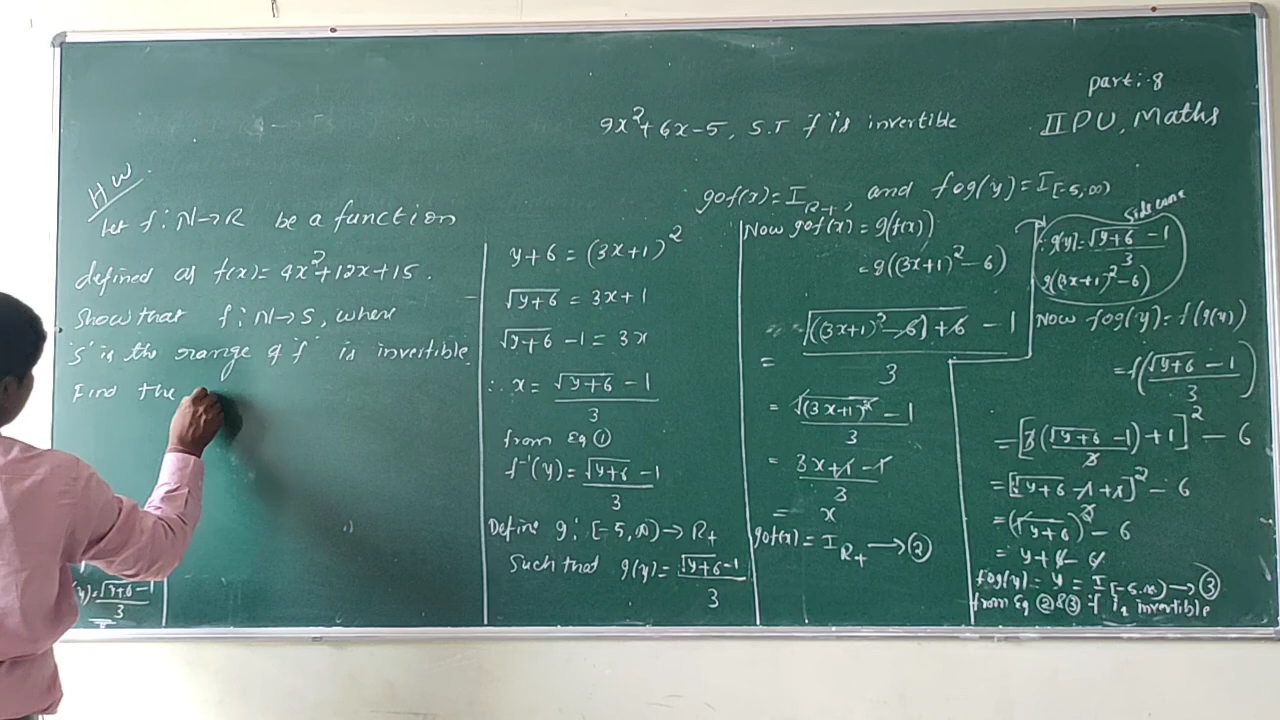 part:-8
II PU, Maths
9x²+6x-5, S.T f is invertible
HW.
Let f: N→R be a function
defined as f(x)=4x²+12x+15.
Show that f: N→S, where
'S' is the range of f is invertible.
Find the
y)=√y+6 -1
3
y+6 = (3x+1)²
√y+6 = 3x+1
√y+6 -1 = 3x
∴ x = √y+6 -1
3
from Eq ①
f⁻¹(y) = √y+6 -1
3
Define g: [-5,∞) → R₊
Such that g(y) = √y+6 -1
3
gof(x)=I R+, and fog(y)=I[-5,∞)
Now gof(x) = g(f(x))
= g((3x+1)²-6)
= √((3x+1)²-6)+6 - 1
3
= √(3x+1)² -1
3
= 3x+1-1
3
= x
gof(x) = I R+ → ②
Side work
∴ g(y)=√y+6 -1
3
g((3x+1)²-6)
Now fog(y)=f(g(y))
=f(√y+6 -1)
3
= [3(√y+6 -1)+1]² - 6
3
= [√y+6 -1+1]² - 6
= (√y+6)² - 6
= y+6-6
fog(y) = y = I[-5,∞) → ③
from Eq ②&③ f is invertible